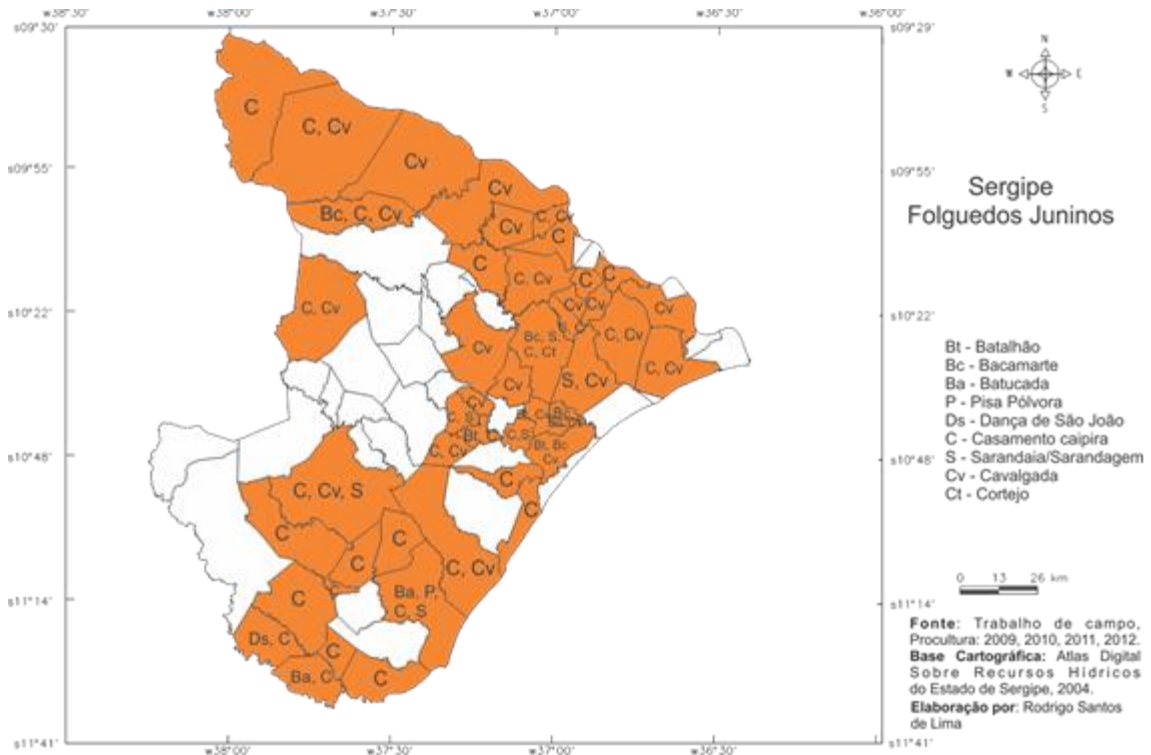 w38°30' w38°00' w37°30' w37°00' w36°30' w36°00'
s09°30' s09°29'
N
W E
S
C
C, Cv
Cv
s09°55' s09°55'
Cv
Sergipe
Folguedos Juninos
Bc, C, Cv
Cv
C, Cv
C
C
C, Cv
C
C
C, Cv
Cv
Cv
Cv
s10°22' s10°22'
Bc, S,
C, Ct
C, Cv
Cv
C, Cv
Cv
S, Cv
Bt - Batalhão
Bc - Bacamarte
Ba - Batucada
P - Pisa Pólvora
Ds - Dança de São João
C - Casamento caipira
S - Sarandaia/Sarandagem
Cv - Cavalgada
Ct - Cortejo
Cv
C, S
Bt,
C, S
Bt, Bc
Cv
C, Cv
s10°48' s10°48'
C
C, Cv, S
C
C
C
C
C, Cv
Ba, P,
C, S
C
0 13 26 km
s11°14' s11°14'
Ds, C
C
Ba, C
C
Fonte: Trabalho de campo,
Procultura: 2009, 2010, 2011, 2012.
Base Cartográfica: Atlas Digital
Sobre Recursos Hídricos
do Estado de Sergipe, 2004.
Elaboração por: Rodrigo Santos
de Lima
s11°41' s11°41'
w38°00' w37°30' w37°00' w36°30'